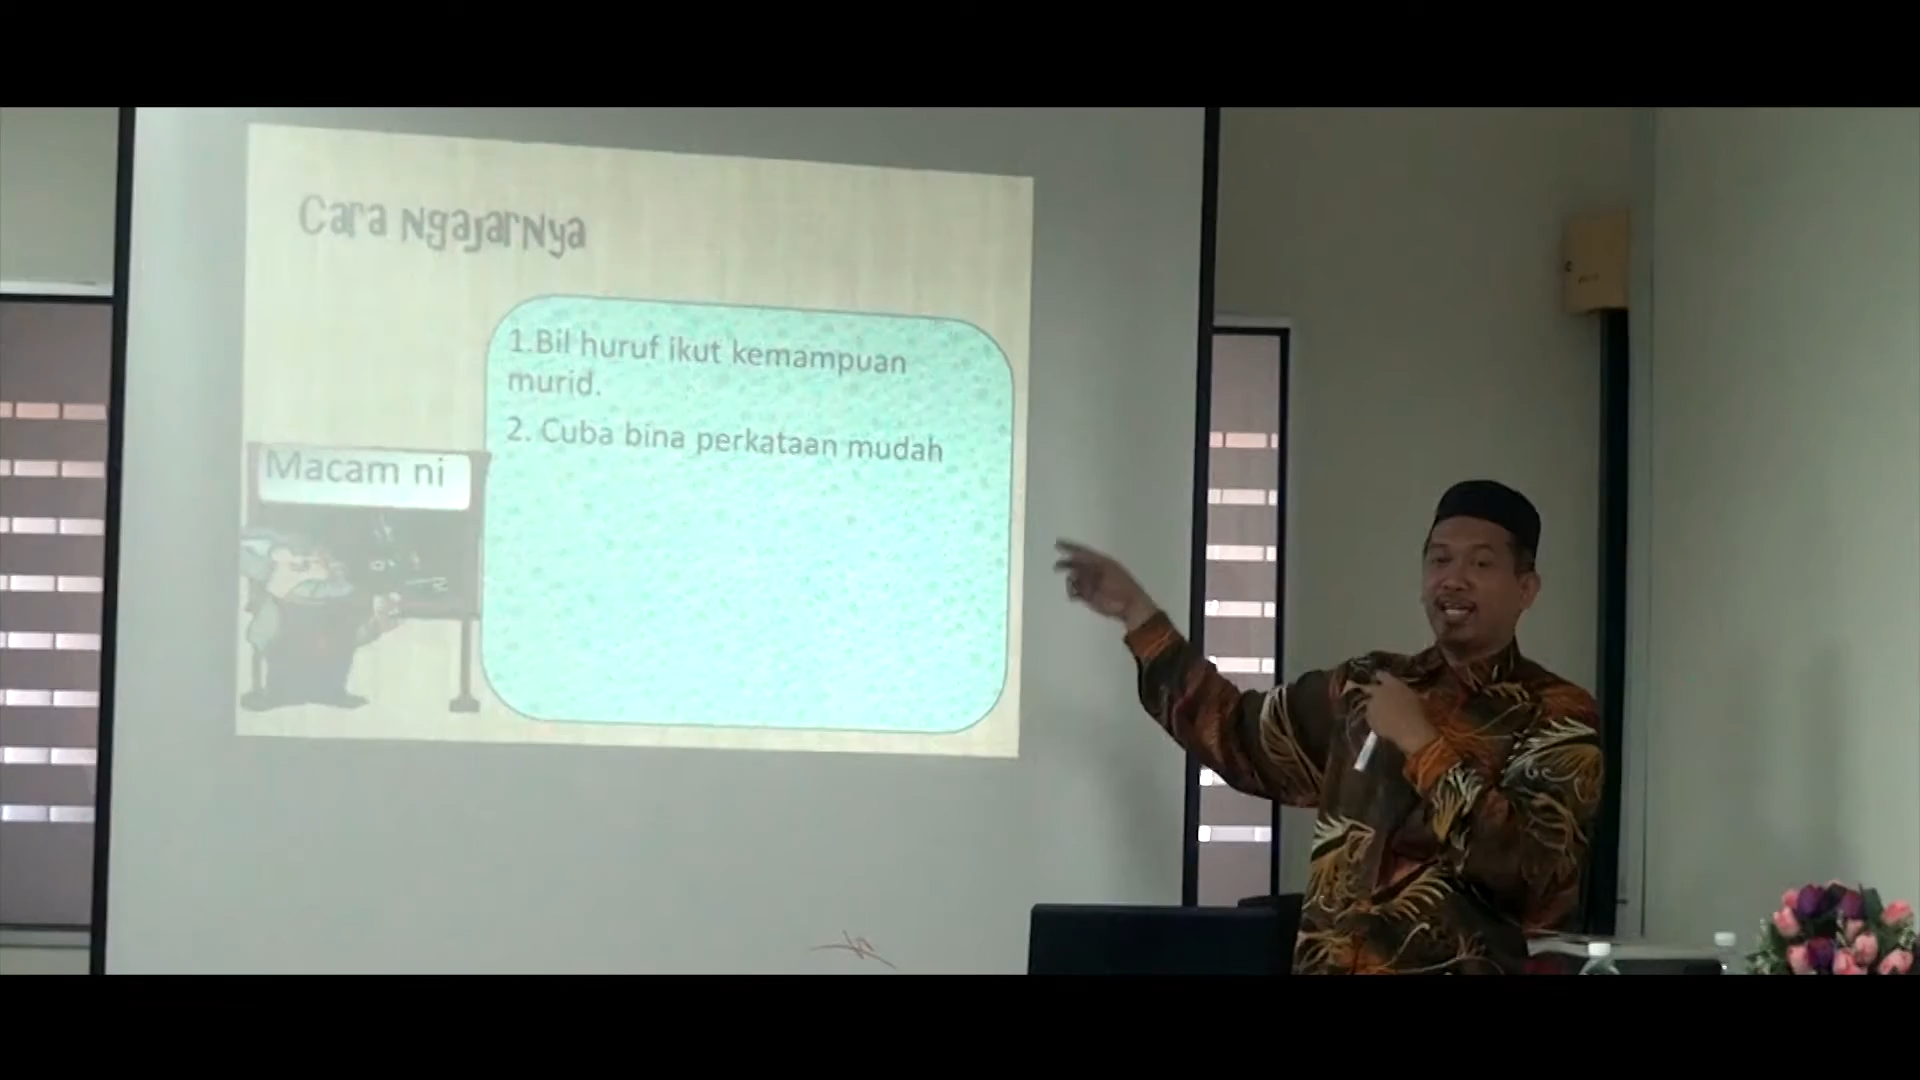 Cara Ngajarnya
1.Bil huruf ikut kemampuan
murid.
2. Cuba bina perkataan mudah
Macam ni